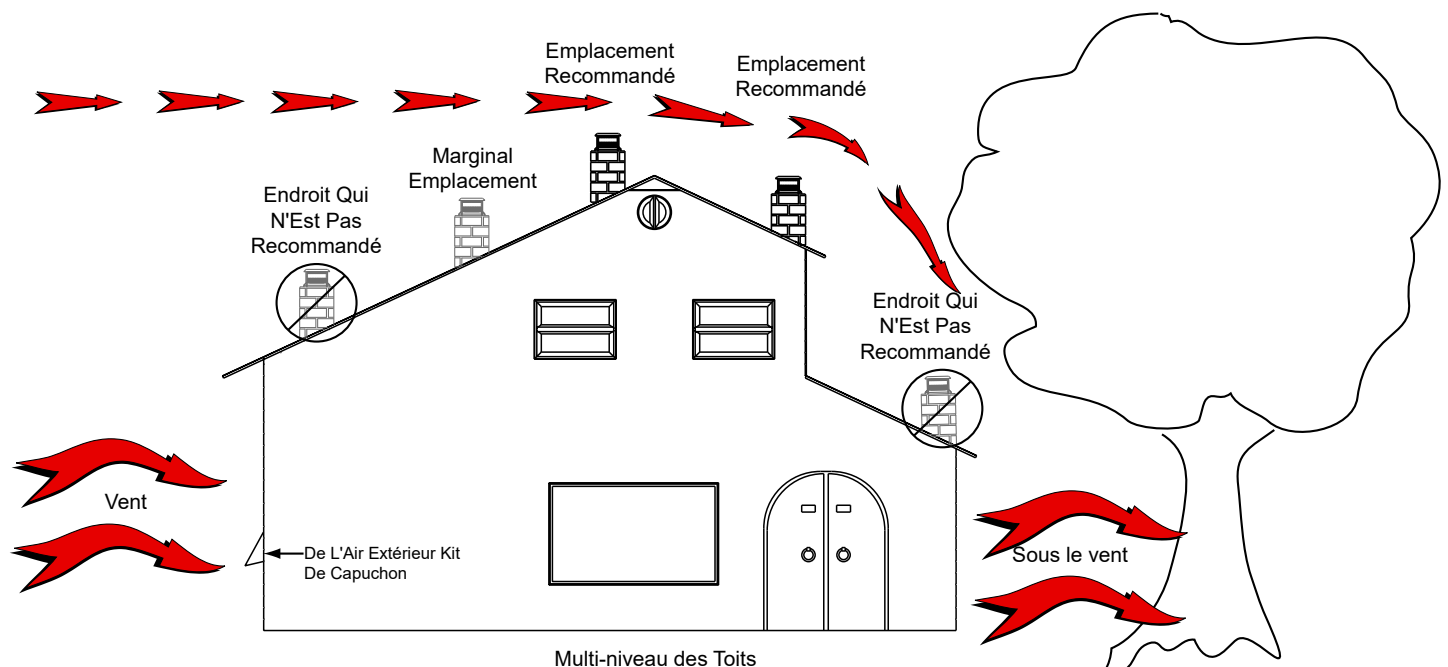 Emplacement
Recommandé
Emplacement
Recommandé
Marginal
Emplacement
Endroit Qui
N'Est Pas
Recommandé
Endroit Qui
N'Est Pas
Recommandé
Vent
De L'Air Extérieur Kit
De Capuchon
Sous le vent
Multi-niveau des Toits